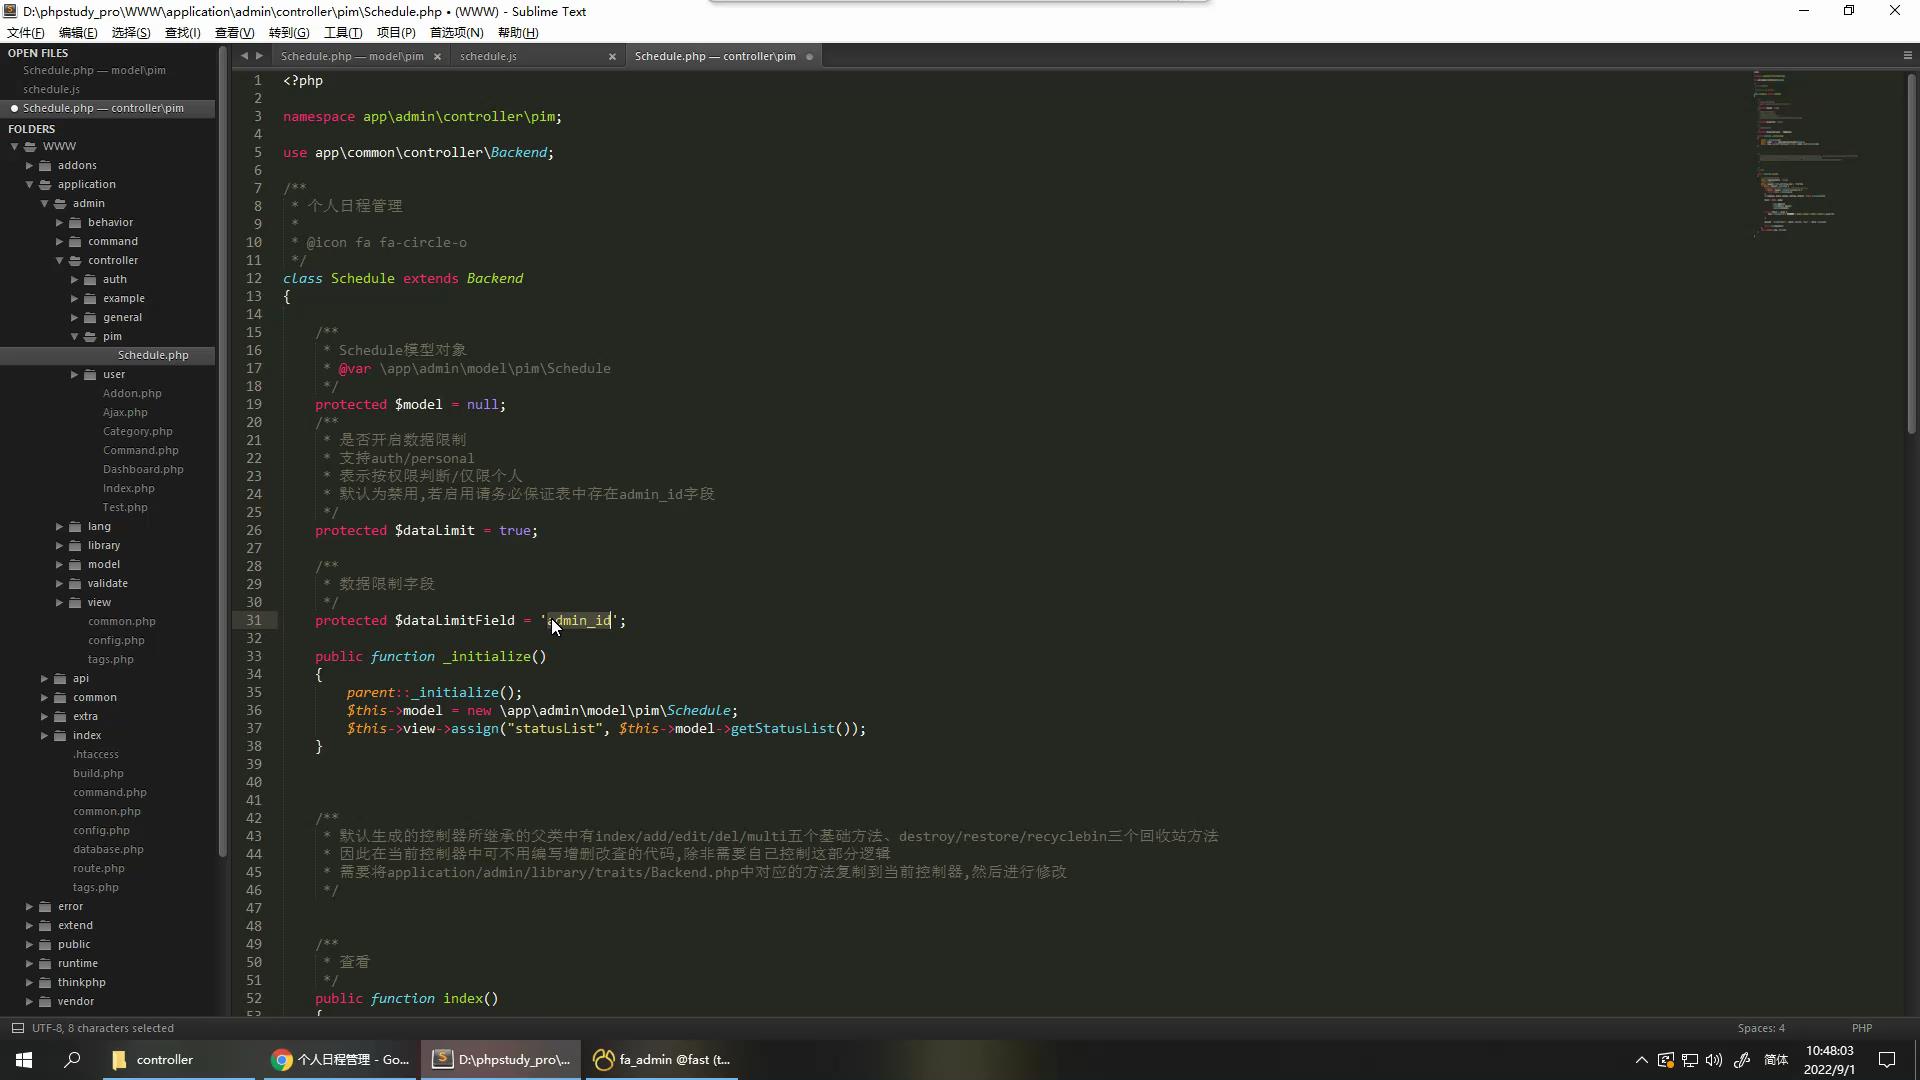 D:\phpstudy_pro\WWW\application\admin\controller\pim\Schedule.php • (WWW) - Sublime Text
文件(F) 编辑(E) 选择(S) 查找(I) 查看(V) 转到(G) 工具(T) 项目(P) 首选项(N) 帮助(H)
OPEN FILES
Schedule.php — model\pim
schedule.js
Schedule.php — controller\pim
FOLDERS
WWW
addons
application
admin
behavior
command
controller
auth
example
general
pim
Schedule.php
user
Addon.php
Ajax.php
Category.php
Command.php
Dashboard.php
Index.php
Test.php
lang
library
model
validate
view
common.php
config.php
tags.php
api
common
extra
index
.htaccess
build.php
command.php
common.php
config.php
database.php
route.php
tags.php
error
extend
public
runtime
thinkphp
vendor
Schedule.php — model\pim × schedule.js × Schedule.php — controller\pim
1 <?php
2
3 namespace app\admin\controller\pim;
4
5 use app\common\controller\Backend;
6
7 /**
8 * 个人日程管理
9 *
10 * @icon fa fa-circle-o
11 */
12 class Schedule extends Backend
13 {
14
15 /**
16 * Schedule模型对象
17 * @var \app\admin\model\pim\Schedule
18 */
19 protected $model = null;
20 /**
21 * 是否开启数据限制
22 * 支持auth/personal
23 * 表示按权限判断/仅限个人
24 * 默认为禁用,若启用请务必保证表中存在admin_id字段
25 */
26 protected $dataLimit = true;
27
28 /**
29 * 数据限制字段
30 */
31 protected $dataLimitField = 'admin_id';
32
33 public function _initialize()
34 {
35 parent::_initialize();
36 $this->model = new \app\admin\model\pim\Schedule;
37 $this->view->assign("statusList", $this->model->getStatusList());
38 }
39
40
41
42 /**
43 * 默认生成的控制器所继承的父类中有index/add/edit/del/multi五个基础方法、destroy/restore/recyclebin三个回收站方法
44 * 因此在当前控制器中可不用编写增删改查的代码,除非需要自己控制这部分逻辑
45 * 需要将application/admin/library/traits/Backend.php中对应的方法复制到当前控制器,然后进行修改
46 */
47
48
49 /**
50 * 查看
51 */
52 public function index()
53 {
UTF-8, 8 characters selected Spaces: 4 PHP
controller 个人日程管理 - Go... D:\phpstudy_pro\... fa_admin @fast (t... 简体 10:48:03
2022/9/1